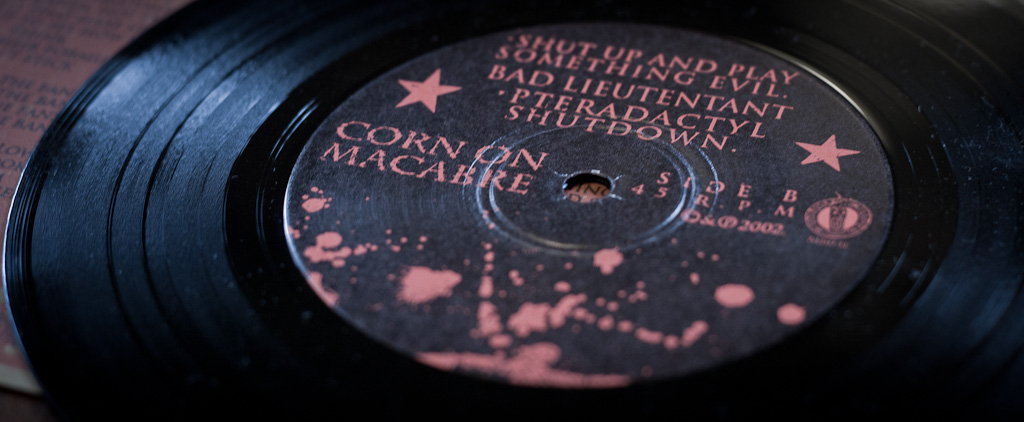 SHUT UP AND PLAY
SOMETHING EVIL·
BAD LIEUTENTANT
·PTERADACTYL
SHUTDOWN.
CORN ON
MACABRE
SIDE B
45 R.P.M
©&℗2002